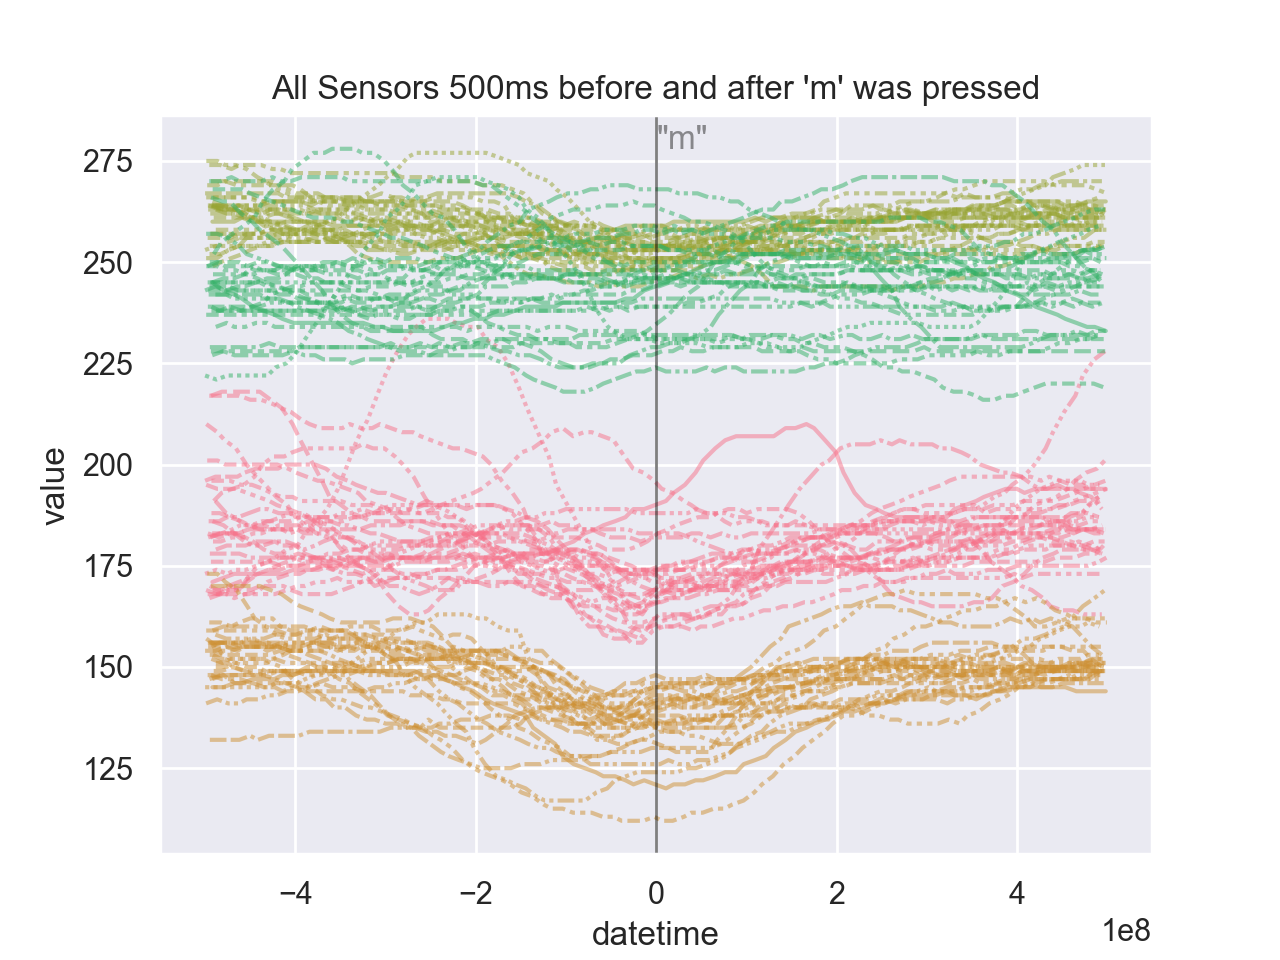 All Sensors 500ms before and after 'm' was pressed
"m"
275
250
225
200
175
150
125
value
−4
−2
0
2
4
1e8
datetime